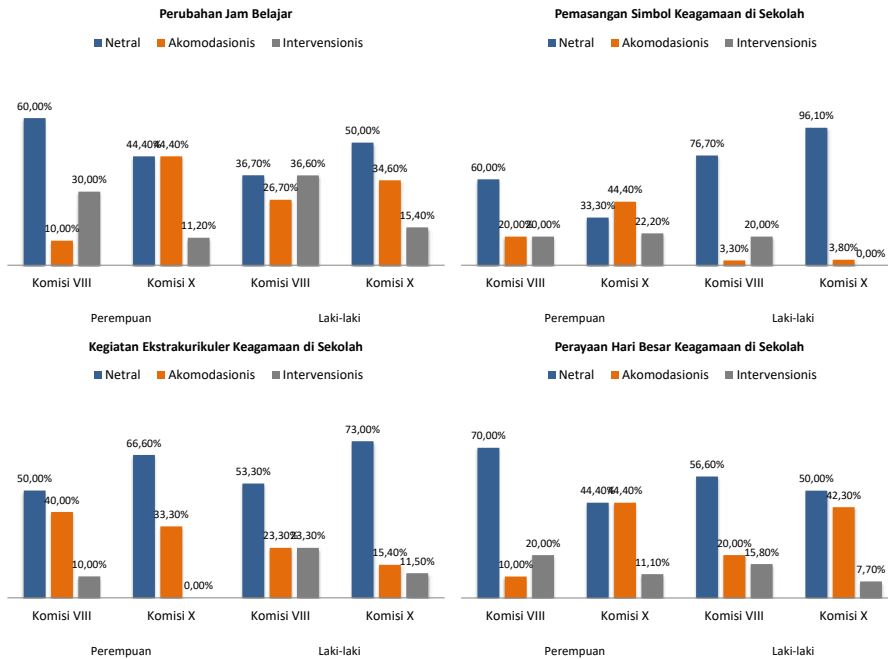 Perubahan Jam Belajar
Netral Akomodasionis Intervensionis
60,00% 10,00% 30,00% 44,40% 44,40% 11,20% 36,70% 26,70% 36,60% 50,00% 34,60% 15,40%
Komisi VIII Komisi X Komisi VIII Komisi X
Perempuan Laki-laki
Pemasangan Simbol Keagamaan di Sekolah
Netral Akomodasionis Intervensionis
60,00% 20,00% 20,00% 33,30% 44,40% 22,20% 76,70% 3,30% 20,00% 96,10% 3,80% 0,00%
Komisi VIII Komisi X Komisi VIII Komisi X
Perempuan Laki-laki
Kegiatan Ekstrakurikuler Keagamaan di Sekolah
Netral Akomodasionis Intervensionis
50,00% 40,00% 10,00% 66,60% 33,30% 0,00% 53,30% 23,30% 23,30% 73,00% 15,40% 11,50%
Komisi VIII Komisi X Komisi VIII Komisi X
Perempuan Laki-laki
Perayaan Hari Besar Keagamaan di Sekolah
Netral Akomodasionis Intervensionis
70,00% 10,00% 20,00% 44,40% 44,40% 11,10% 56,60% 20,00% 15,80% 50,00% 42,30% 7,70%
Komisi VIII Komisi X Komisi VIII Komisi X
Perempuan Laki-laki